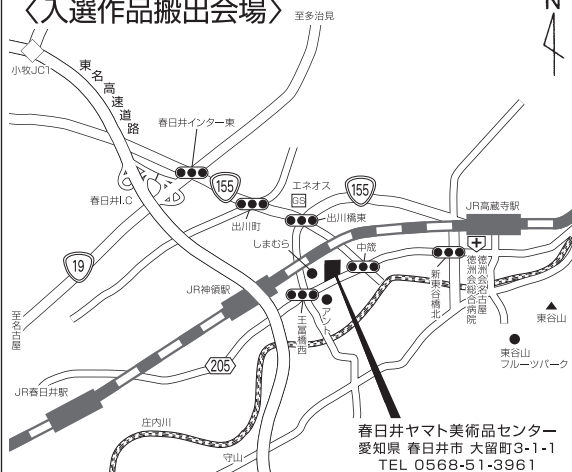 〈入選作品搬出会場〉
至多治見
N
小牧JCT
東名高速道路
春日井インター東
155
エネオス
GS
155
春日井I.C
出川町
出川橋東
JR高蔵寺駅
しまむら
中筬
19
JR神領駅
新東谷橋北
徳洲会名古屋
徳洲会総合病院
至名古屋
王冨橋西
アント
東谷山
205
東谷山
フルーツパーク
JR春日井駅
庄内川
守山
春日井ヤマト美術品センター
愛知県 春日井市 大留町3-1-1
TEL 0568-51-3961